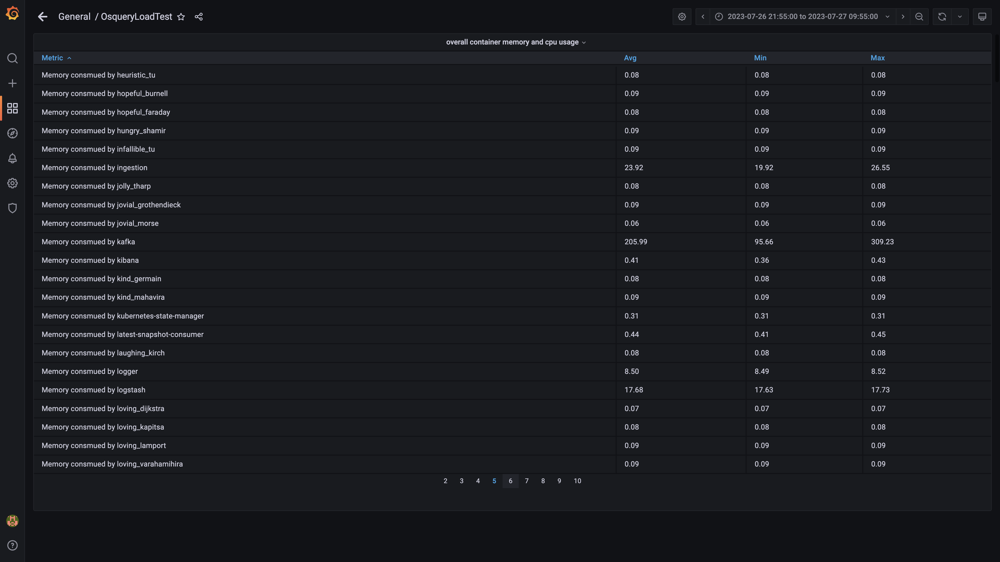 General / OsqueryLoadTest
2023-07-26 21:55:00 to 2023-07-27 09:55:00
overall container memory and cpu usage
Metric Avg Min Max
Memory consmued by heuristic_tu 0.08 0.08 0.08
Memory consmued by hopeful_burnell 0.09 0.09 0.09
Memory consmued by hopeful_faraday 0.08 0.08 0.08
Memory consmued by hungry_shamir 0.09 0.09 0.09
Memory consmued by infallible_tu 0.09 0.09 0.09
Memory consmued by ingestion 23.92 19.92 26.55
Memory consmued by jolly_tharp 0.08 0.08 0.08
Memory consmued by jovial_grothendieck 0.09 0.09 0.09
Memory consmued by jovial_morse 0.06 0.06 0.06
Memory consmued by kafka 205.99 95.66 309.23
Memory consmued by kibana 0.41 0.36 0.43
Memory consmued by kind_germain 0.08 0.08 0.08
Memory consmued by kind_mahavira 0.09 0.09 0.09
Memory consmued by kubernetes-state-manager 0.31 0.31 0.31
Memory consmued by latest-snapshot-consumer 0.44 0.41 0.45
Memory consmued by laughing_kirch 0.08 0.08 0.08
Memory consmued by logger 8.50 8.49 8.52
Memory consmued by logstash 17.68 17.63 17.73
Memory consmued by loving_dijkstra 0.07 0.07 0.07
Memory consmued by loving_kapitsa 0.08 0.08 0.08
Memory consmued by loving_lamport 0.09 0.09 0.09
Memory consmued by loving_varahamihira 0.09 0.09 0.09
2 3 4 5 6 7 8 9 10